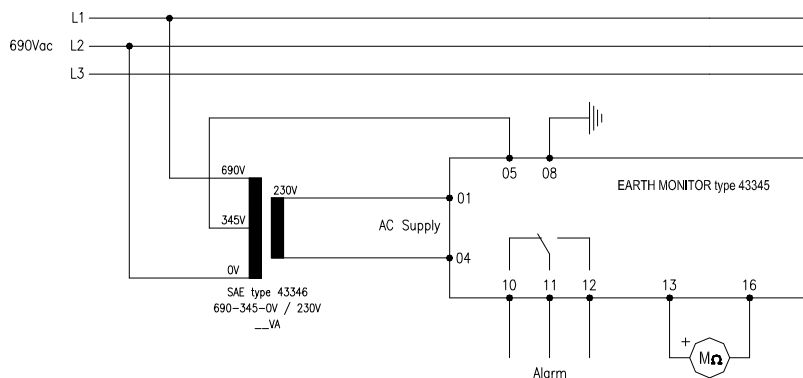 L1
690Vac L2
L3
05 08
EARTH MONITOR type 43345
690V
230V
01
345V
AC Supply
04
0V
SAE type 43346
690-345-0V / 230V
__VA
10 11 12 13 16
+
MΩ
Alarm